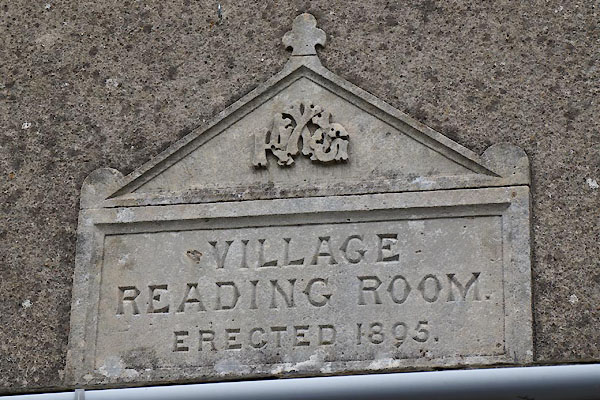 VILLAGE
READING ROOM.
ERECTED 1895.